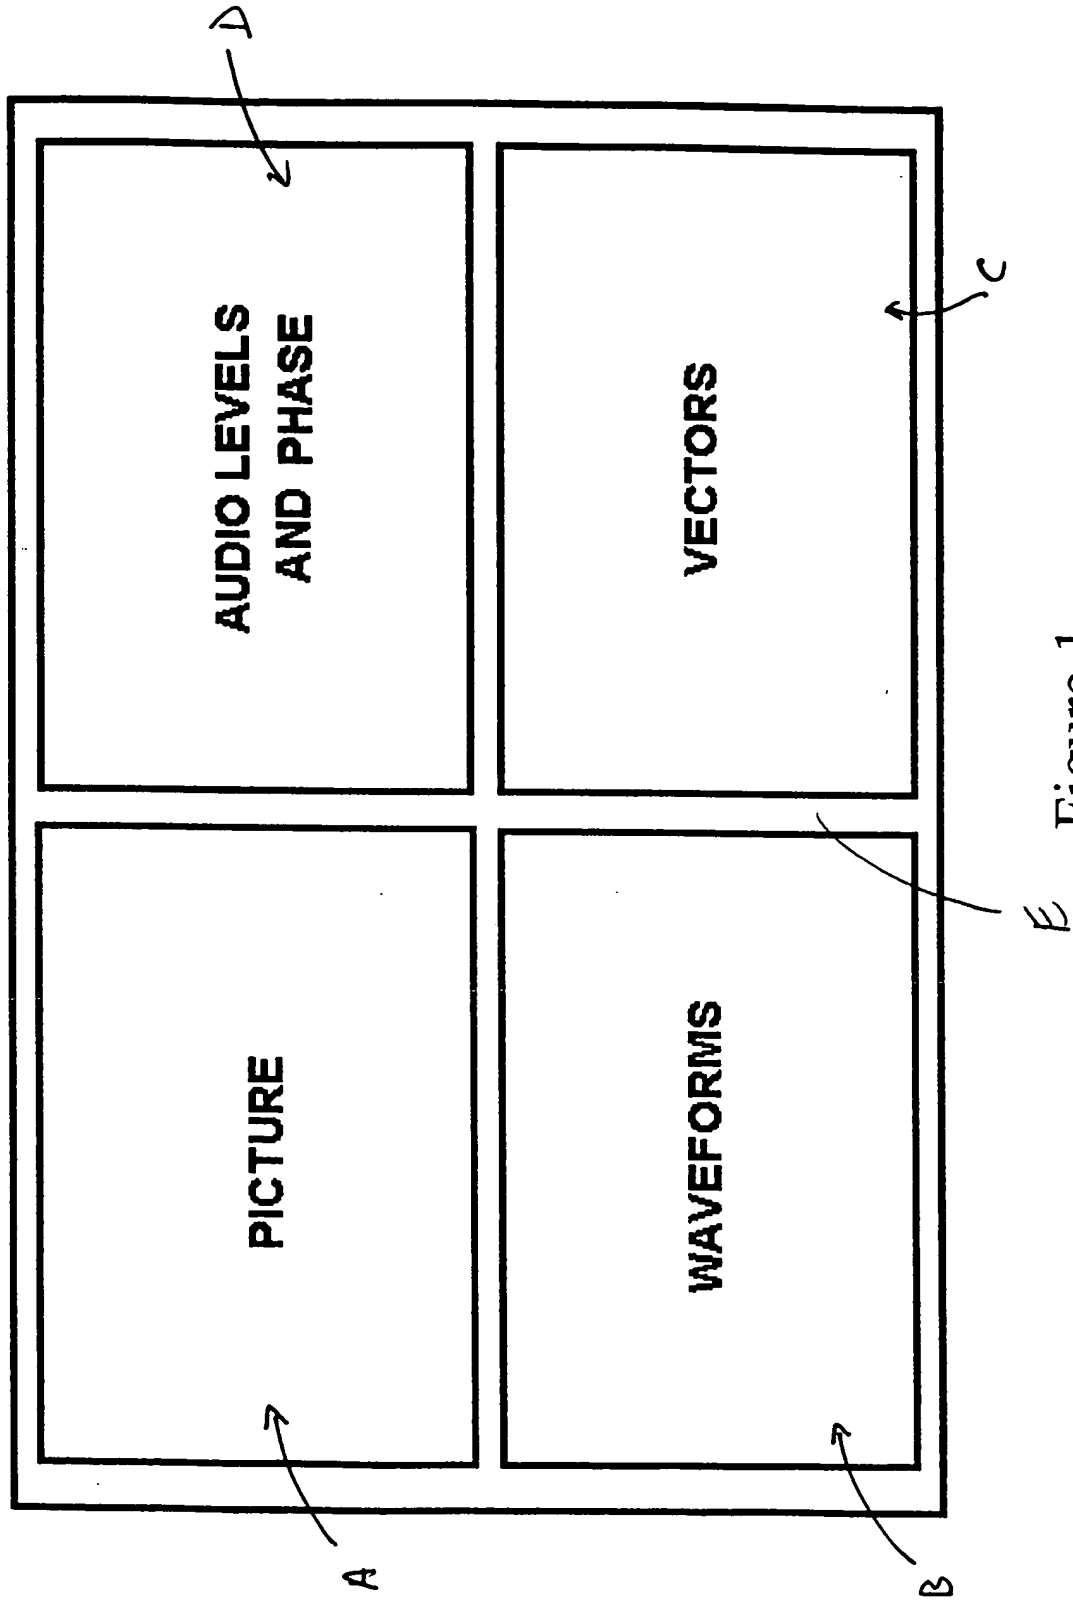 D
PICTURE
AUDIO LEVELS
AND PHASE
A
WAVEFORMS
VECTORS
B
C
E
Figure 1